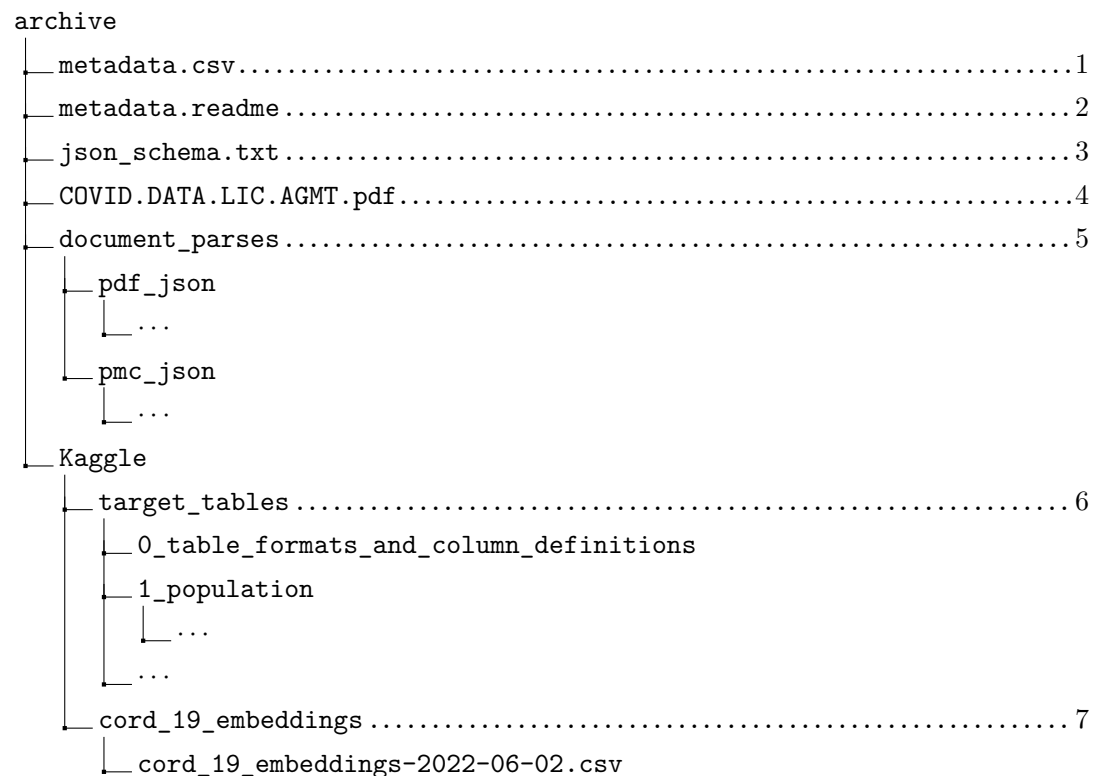 archive
metadata.csv.....................................................................1
metadata.readme..................................................................2
json_schema.txt..................................................................3
COVID.DATA.LIC.AGMT.pdf........................................................4
document_parses..................................................................5
pdf_json
...
pmc_json
...
Kaggle
target_tables................................................................6
0_table_formats_and_column_definitions
1_population
...
...
cord_19_embeddings..........................................................7
cord_19_embeddings-2022-06-02.csv